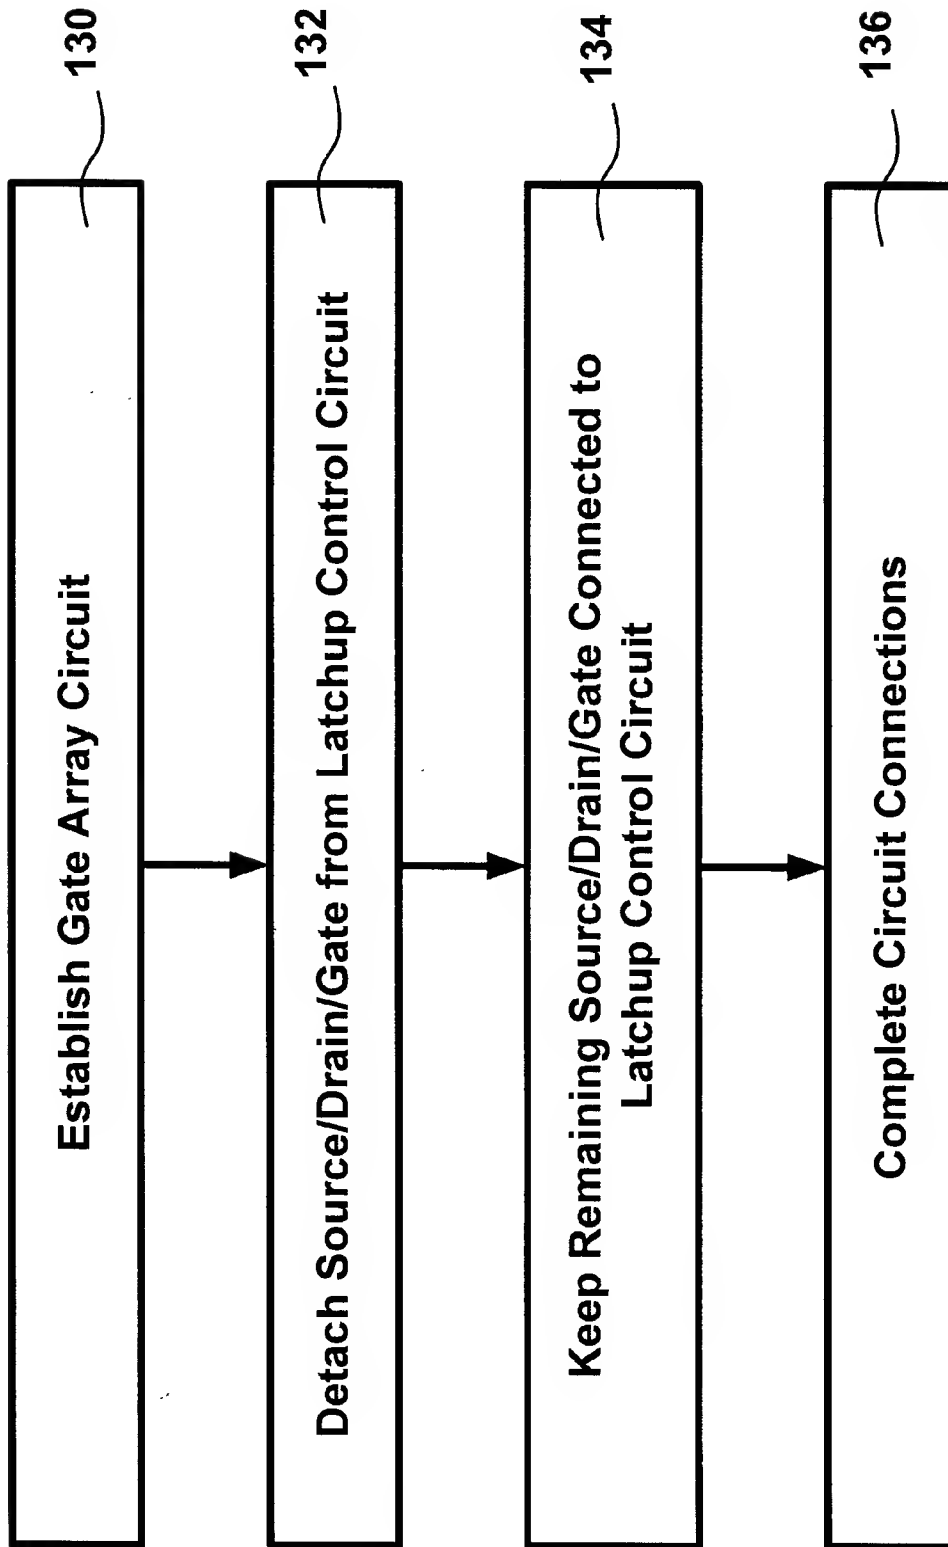 Establish Gate Array Circuit
130
Detach Source/Drain/Gate from Latchup Control Circuit
132
Keep Remaining Source/Drain/Gate Connected to
Latchup Control Circuit
134
Complete Circuit Connections
136